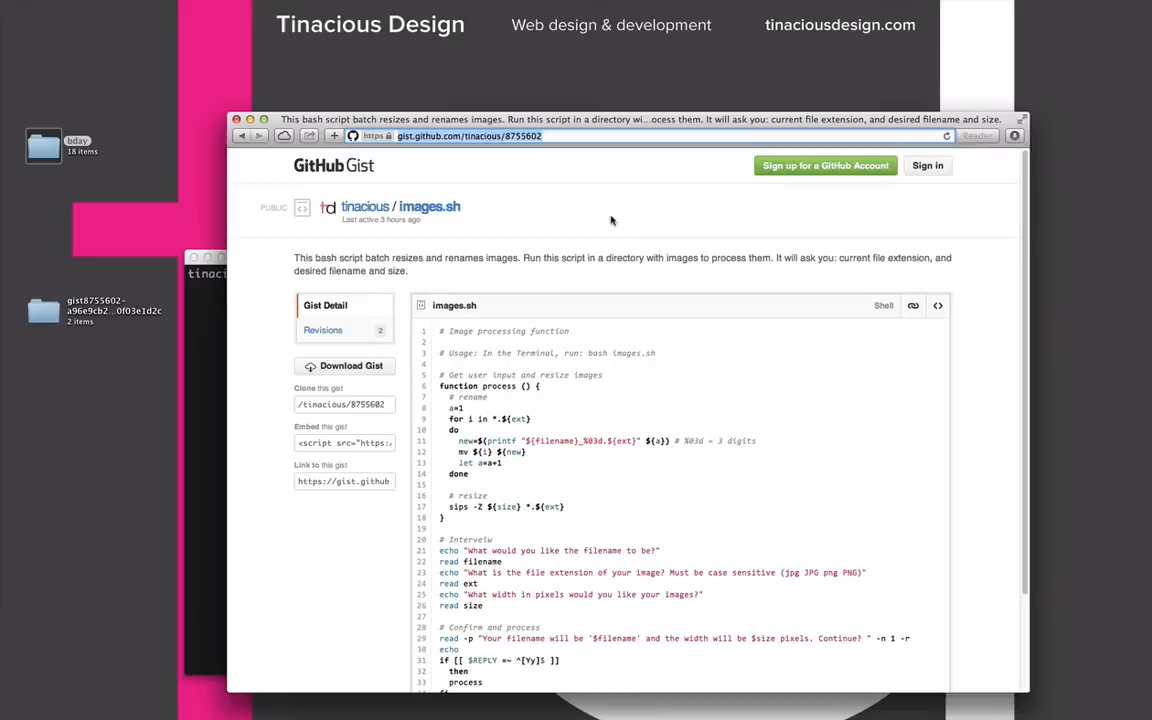 Tinacious Design Web design & development tinaciousdesign.com
This bash script batch resizes and renames images. Run this script in a directory wi...ocess them. It will ask you: current file extension, and desired filename and size.
https gist.github.com/tinacious/8755602 Reader
bday
18 items
GitHub Gist Sign up for a GitHub Account Sign in
PUBLIC td tinacious / images.sh
Last active 3 hours ago
This bash script batch resizes and renames images. Run this script in a directory with images to process them. It will ask you: current file extension, and
desired filename and size.
tinaci
gist8755602-
a96e9cb2...0f03e1d2c
2 items
Gist Detail
Revisions 2
Download Gist
Clone this gist
/tinacious/8755602
Embed this gist
<script src="https:
Link to this gist
https://gist.github
images.sh Shell
1 # Image processing function
2
3 # Usage: In the Terminal, run: bash images.sh
4
5 # Get user input and resize images
6 function process () {
7 # rename
8 a=1
9 for i in *.${ext}
10 do
11 new=$(printf "${filename}_%03d.${ext}" ${a}) # %03d = 3 digits
12 mv ${i} ${new}
13 let a=a+1
14 done
15
16 # resize
17 sips -Z ${size} *.${ext}
18 }
19
20 # Interveiw
21 echo "What would you like the filename to be?"
22 read filename
23 echo "What is the file extension of your image? Must be case sensitive (jpg JPG png PNG)"
24 read ext
25 echo "What width in pixels would you like your images?"
26 read size
27
28 # Confirm and process
29 read -p "Your filename will be '$filename' and the width will be $size pixels. Continue? " -n 1 -r
30 echo
31 if [[ $REPLY =~ ^[Yy]$ ]]
32 then
33 process